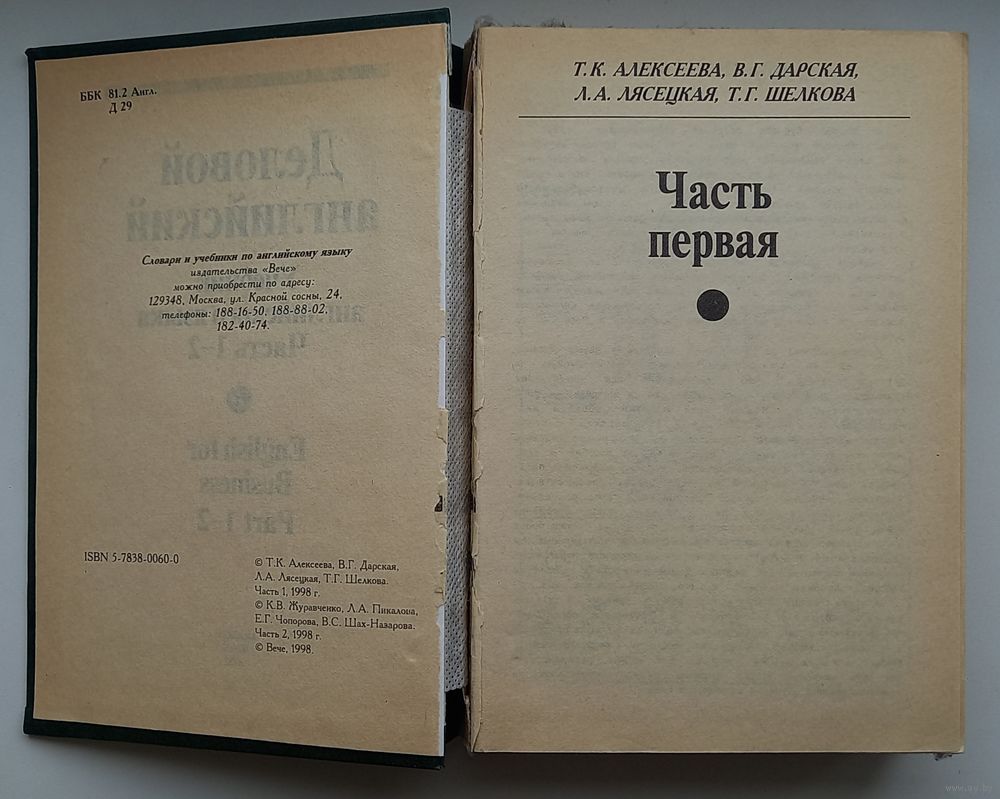 ББК 81.2 Англ.
Д 29
Словари и учебники по английскому языку
издательства «Вече»
можно приобрести по адресу:
129348, Москва, ул. Красной сосны, 24,
телефоны: 188-16-50, 188-88-02,
182-40-74.
ISBN 5-7838-0060-0
© Т.К. Алексеева, В.Г. Дарская,
Л.А. Лясецкая, Т.Г. Шелкова.
Часть 1, 1998 г.
© К.В. Журавченко, Л.А. Пикалова,
Е.Г. Чопорова, В.С. Шах-Назарова.
Часть 2, 1998 г.
© Вече, 1998.
Т.К. АЛЕКСЕЕВА, В.Г. ДАРСКАЯ,
Л.А. ЛЯСЕЦКАЯ, Т.Г. ШЕЛКОВА
Часть
первая
www.ay.by